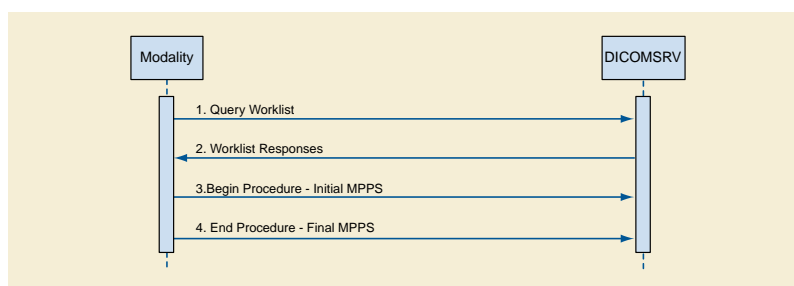 Modality
DICOMSRV
1. Query Worklist
2. Worklist Responses
3.Begin Procedure - Initial MPPS
4. End Procedure - Final MPPS